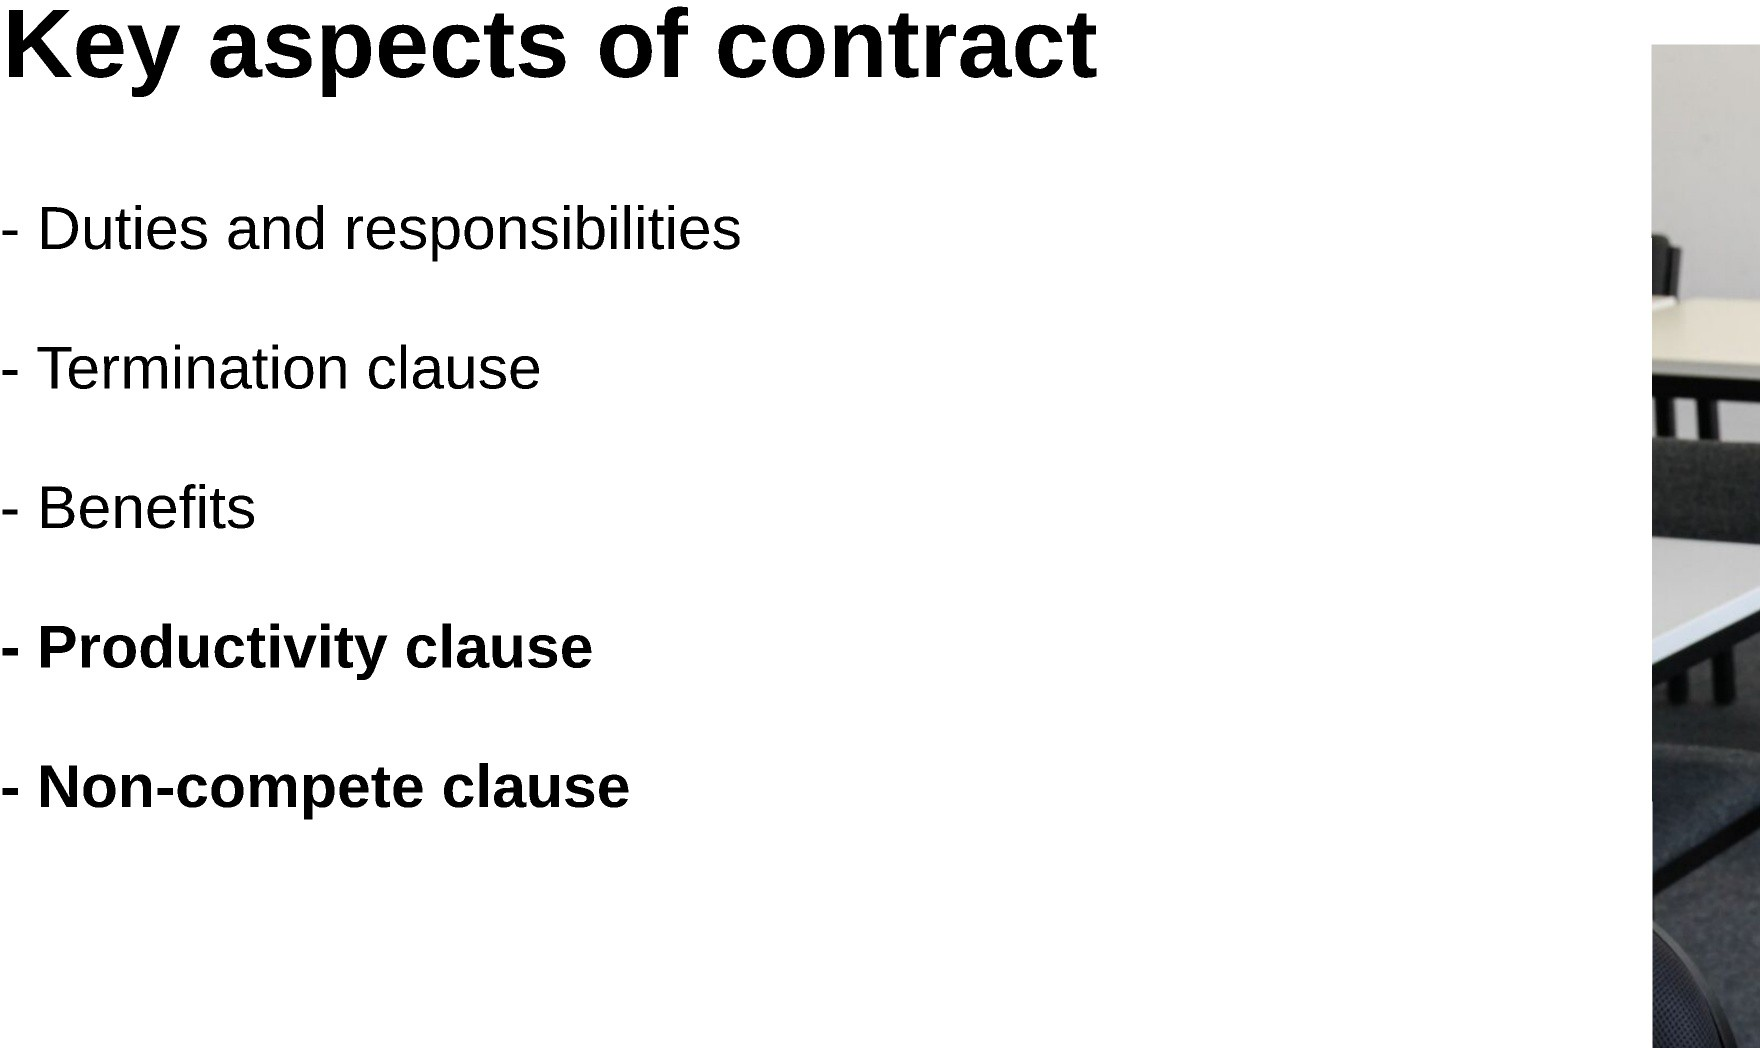 Key aspects of contract
- Duties and responsibilities
- Termination clause
- Benefits
- Productivity clause
- Non-compete clause